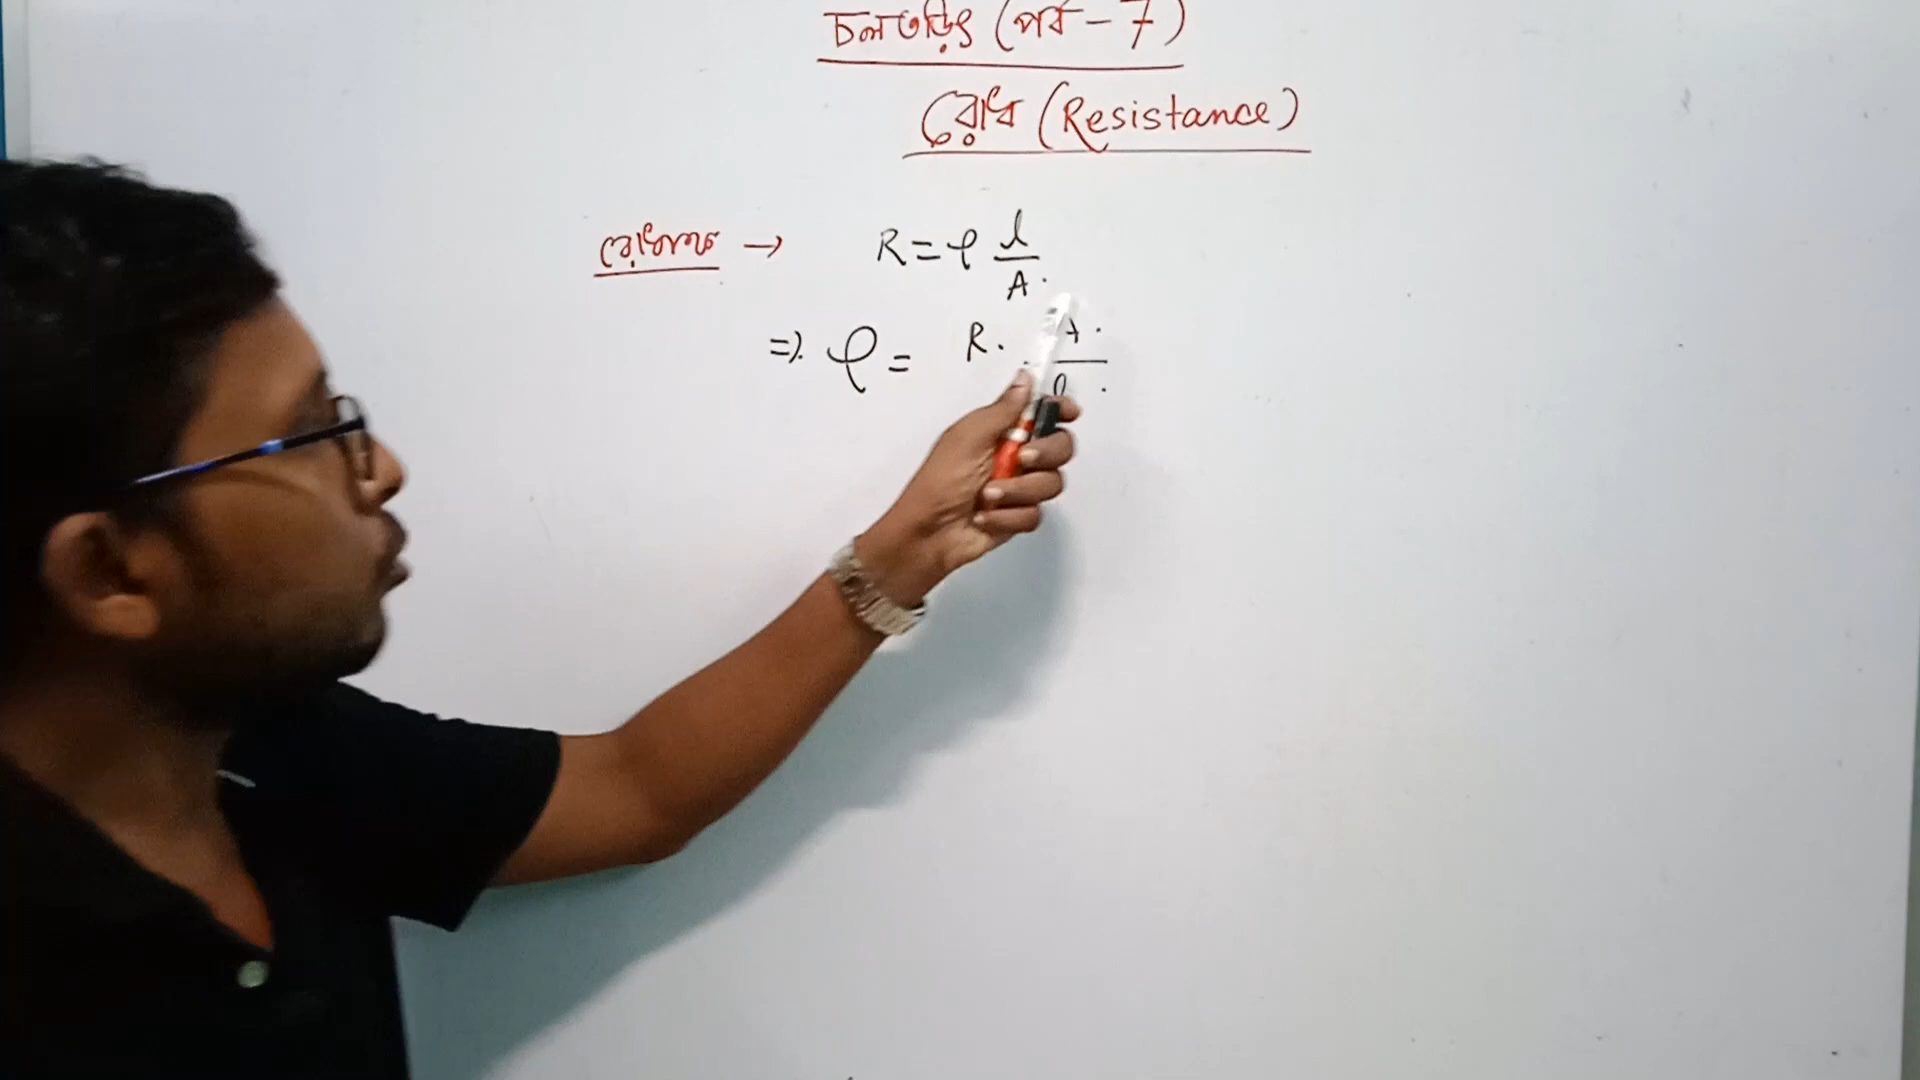 চলতড়িৎ (পর্ব - 7)
রোধ (Resistance)
রোধাঙ্ক → R = ρ l/A
⇒ ρ = R. A/l